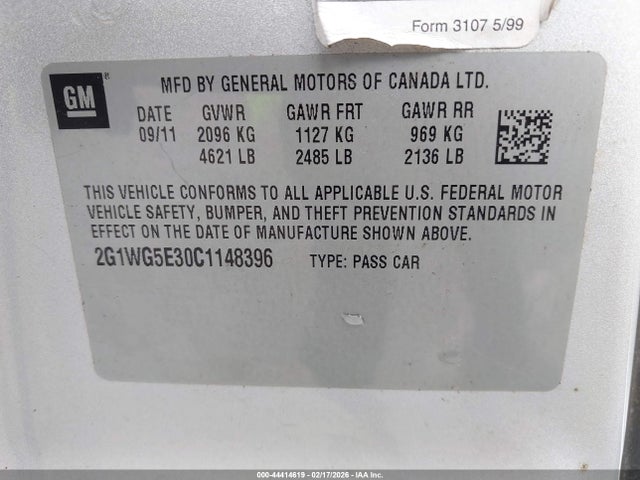 Form 3107 5/99
GM ®
MFD BY GENERAL MOTORS OF CANADA LTD.
DATE GVWR GAWR FRT GAWR RR
09/11 2096 KG 1127 KG 969 KG
4621 LB 2485 LB 2136 LB
THIS VEHICLE CONFORMS TO ALL APPLICABLE U.S. FEDERAL MOTOR
VEHICLE SAFETY, BUMPER, AND THEFT PREVENTION STANDARDS IN
EFFECT ON THE DATE OF MANUFACTURE SHOWN ABOVE.
2G1WG5E30C1148396 TYPE: PASS CAR
000-44414619 - 02/17/2026 - IAA Inc.